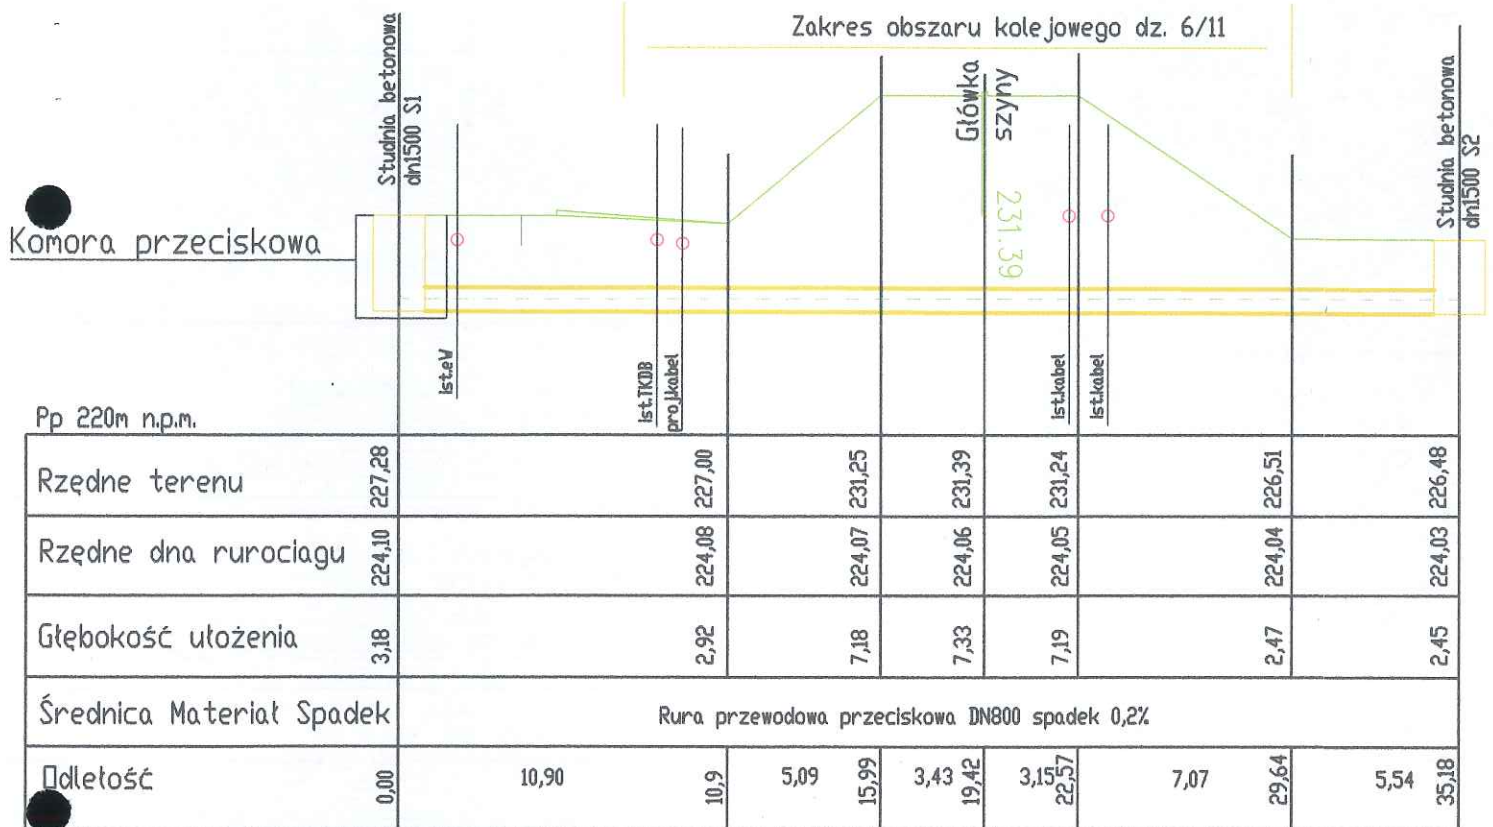 Zakres obszaru kolejowego dz. 6/11
Studnia betonowa
dn1500 S1
Główka
szyny
231.39
Studnia betonowa
dn1500 S2
Komora przeciskowa
Ist.eW
Ist.TKDB
proj.kabel
Ist.kabel
Ist.kabel
Pp 220m n.p.m.
Rzędne terenu 227,28 227,00 231,25 231,39 231,24 226,51 226,48
Rzędne dna rurociagu 224,10 224,08 224,07 224,06 224,05 224,04 224,03
Głębokość ułożenia 3,18 2,92 7,18 7,33 7,19 2,47 2,45
Średnica Materiał Spadek Rura przewodowa przeciskowa DN800 spadek 0,2%
Odletość 0,00 10,90 10,9 5,09 15,99 3,43 19,42 3,15 22,57 7,07 29,64 5,54 35,18